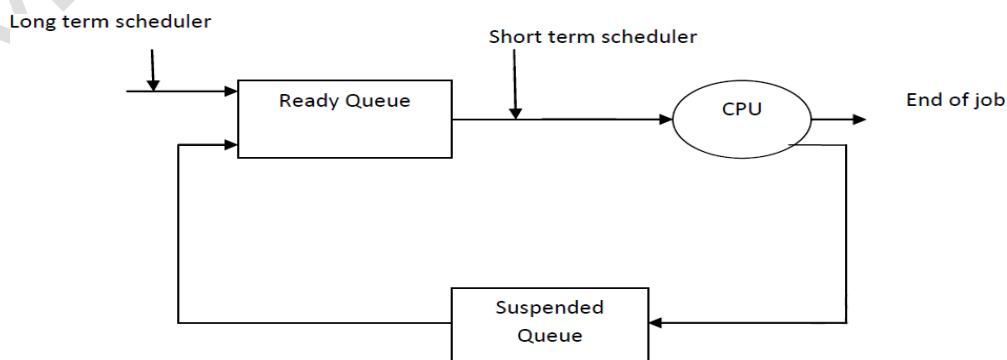 Long term scheduler
Short term scheduler
Ready Queue
CPU
End of job
Suspended
Queue